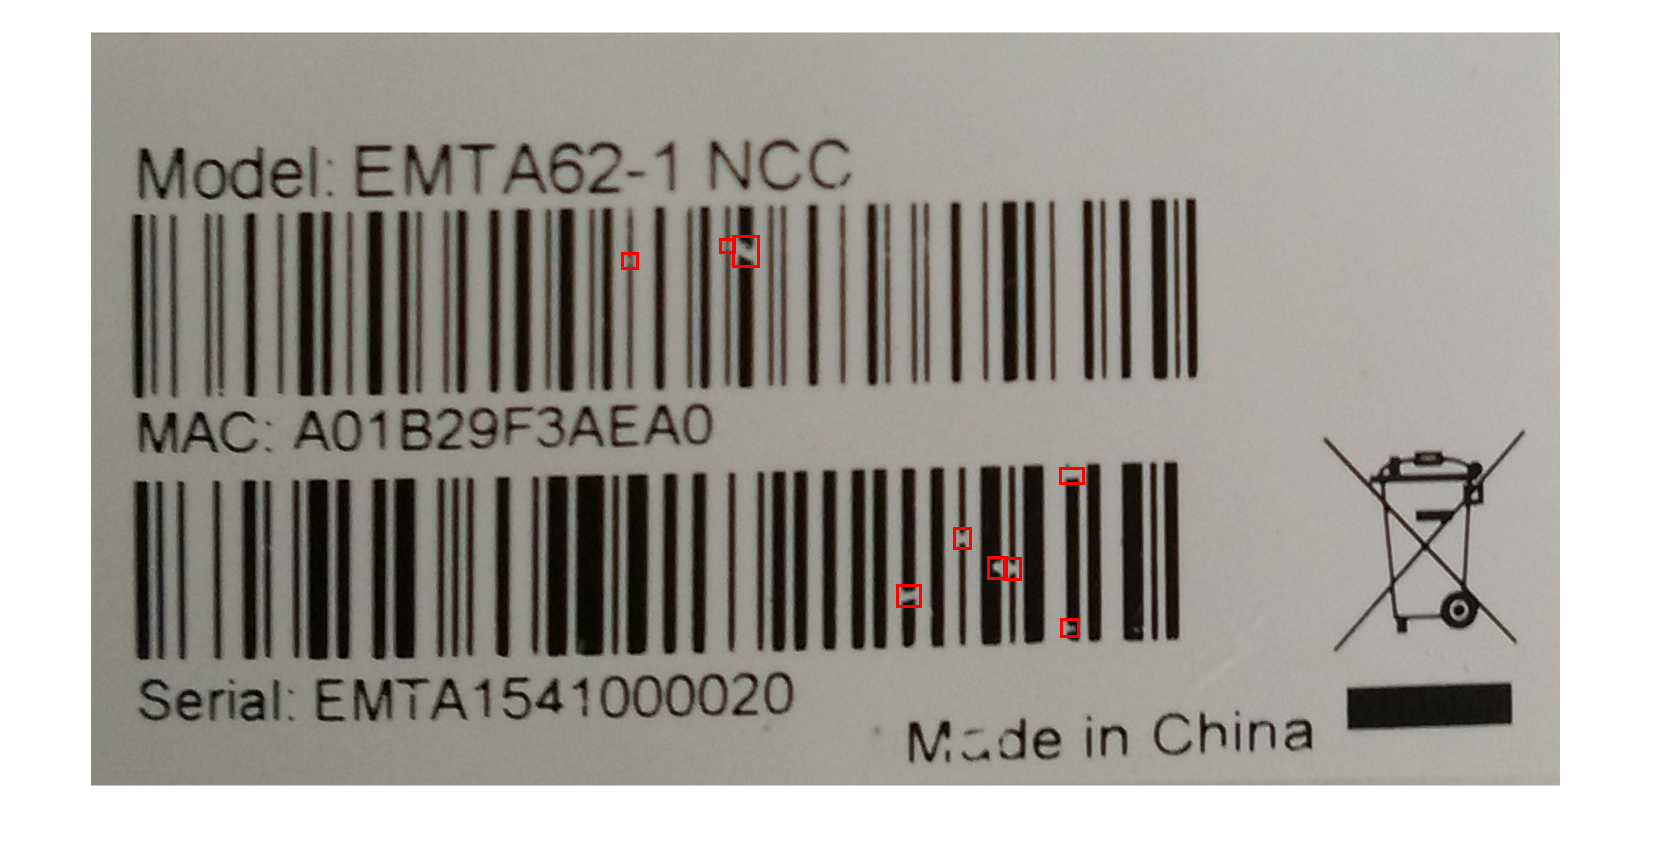 Model: EMTA62-1 NCC
MAC: A01B29F3AEA0
Serial: EMTA1541000020
Made in China